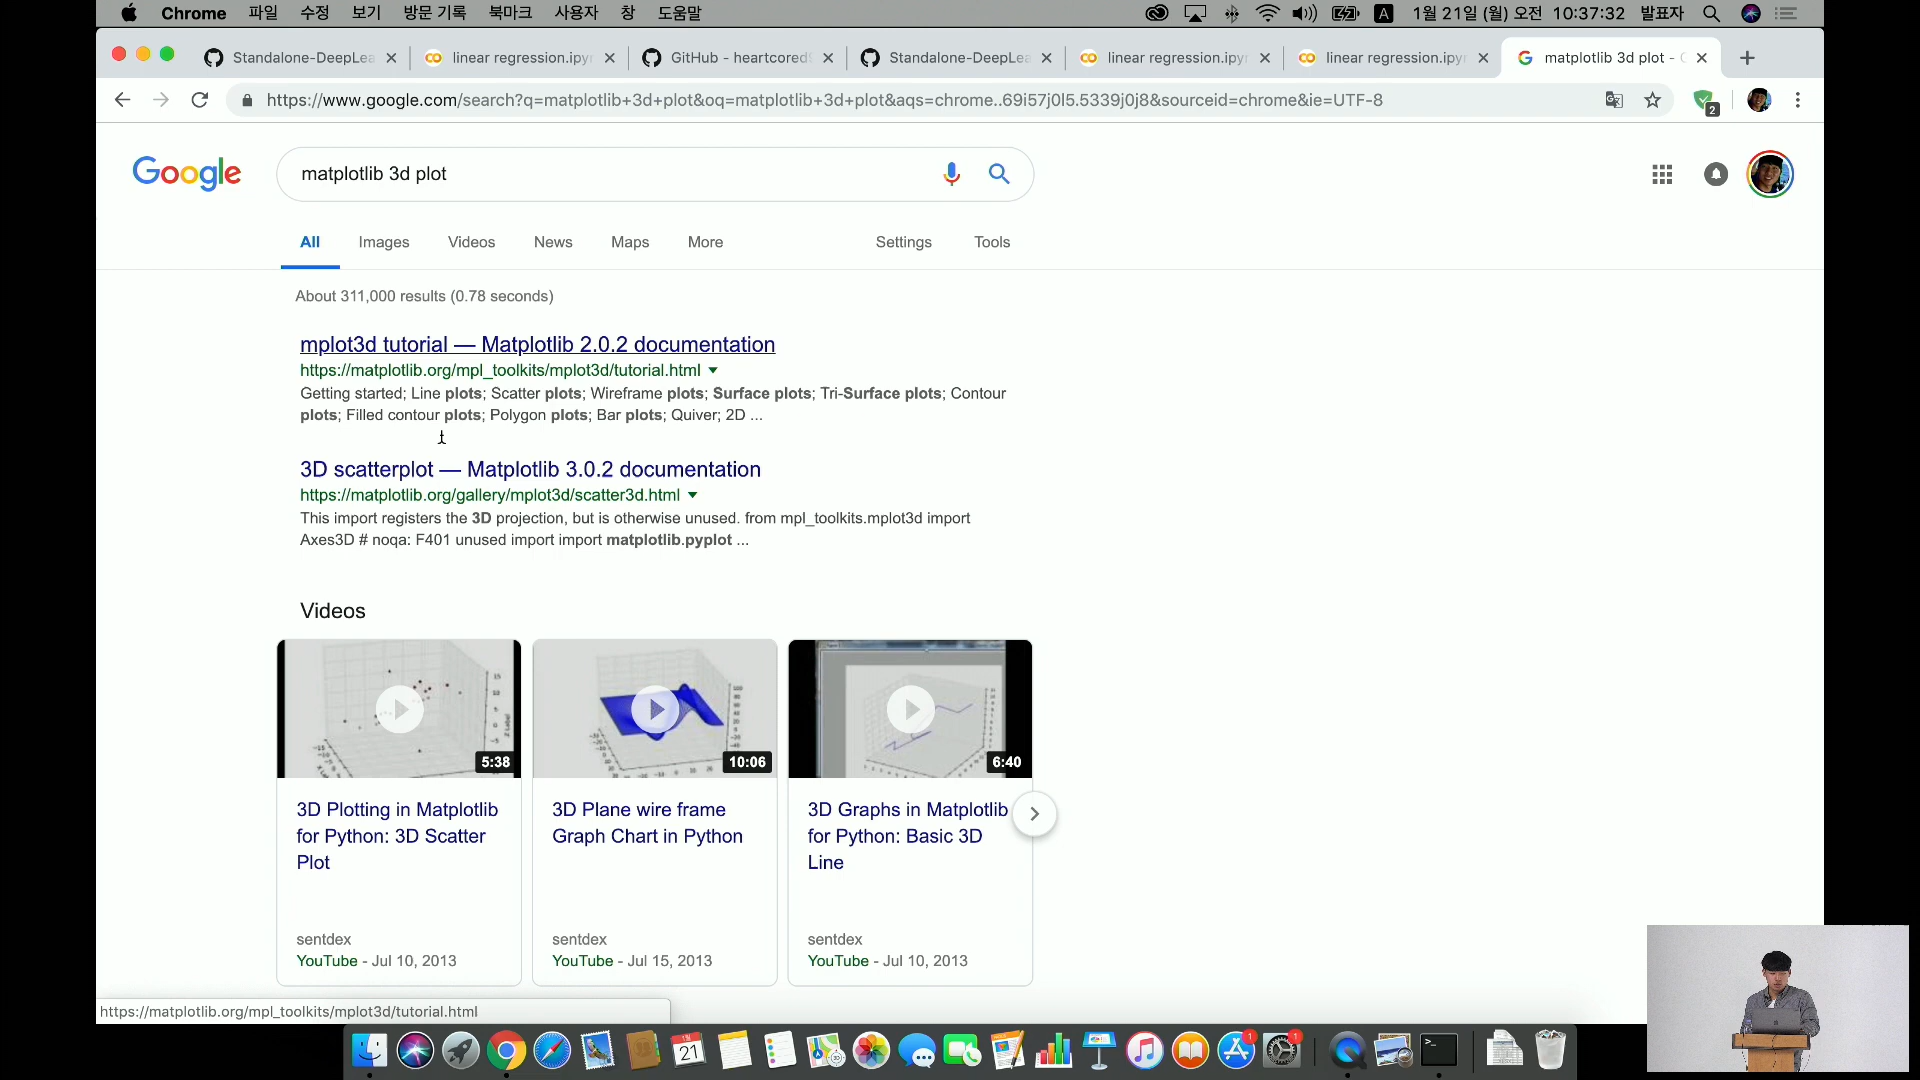 Chrome 파일 수정 보기 방문 기록 북마크 사용자 창 도움말 A 1월 21일 (월) 오전 10:37:32 발표자
Standalone-DeepLea linear regression.ipyn GitHub - heartcored Standalone-DeepLea linear regression.ipyn linear regression.ipyn matplotlib 3d plot - G
https://www.google.com/search?q=matplotlib+3d+plot&oq=matplotlib+3d+plot&aqs=chrome..69i57j0l5.5339j0j8&sourceid=chrome&ie=UTF-8
2
Google matplotlib 3d plot
All Images Videos News Maps More Settings Tools
About 311,000 results (0.78 seconds)
mplot3d tutorial — Matplotlib 2.0.2 documentation
https://matplotlib.org/mpl_toolkits/mplot3d/tutorial.html
Getting started; Line plots; Scatter plots; Wireframe plots; Surface plots; Tri-Surface plots; Contour
plots; Filled contour plots; Polygon plots; Bar plots; Quiver; 2D ...
3D scatterplot — Matplotlib 3.0.2 documentation
https://matplotlib.org/gallery/mplot3d/scatter3d.html
This import registers the 3D projection, but is otherwise unused. from mpl_toolkits.mplot3d import
Axes3D # noqa: F401 unused import import matplotlib.pyplot ...
Videos
5:38 10:06 6:40
3D Plotting in Matplotlib
for Python: 3D Scatter
Plot
3D Plane wire frame
Graph Chart in Python
3D Graphs in Matplotlib
for Python: Basic 3D
Line
sentdex
YouTube - Jul 10, 2013
sentdex
YouTube - Jul 15, 2013
sentdex
YouTube - Jul 10, 2013
https://matplotlib.org/mpl_toolkits/mplot3d/tutorial.html
21
1
1